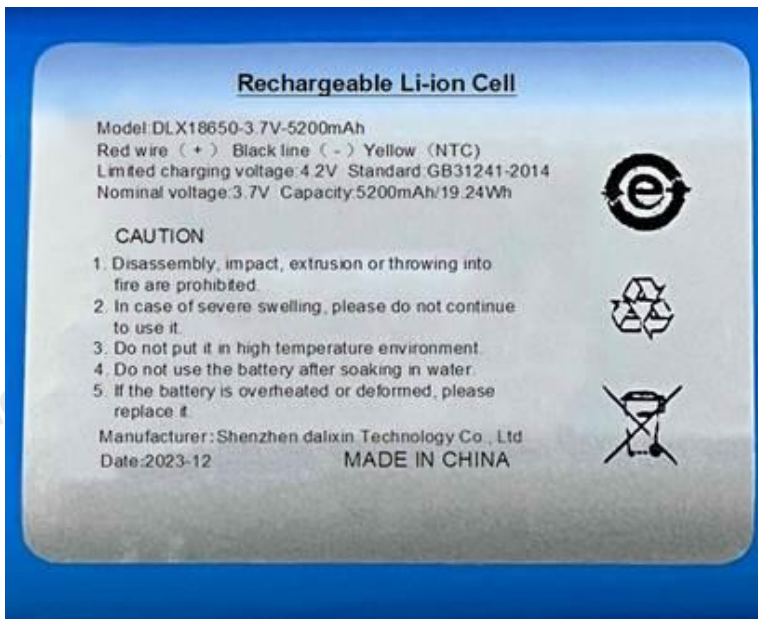 Rechargeable Li-ion Cell
Model:DLX18650-3.7V-5200mAh
Red wire ( + ) Black line ( - ) Yellow (NTC)
Limited charging voltage:4.2V Standard:GB31241-2014
Nominal voltage:3.7V Capacity:5200mAh/19.24Wh
CAUTION
1. Disassembly, impact, extrusion or throwing into
fire are prohibited.
2. In case of severe swelling, please do not continue
to use it.
3. Do not put it in high temperature environment.
4. Do not use the battery after soaking in water.
5. If the battery is overheated or deformed, please
replace it.
Manufacturer: Shenzhen dalixin Technology Co., Ltd
Date:2023-12 MADE IN CHINA
e